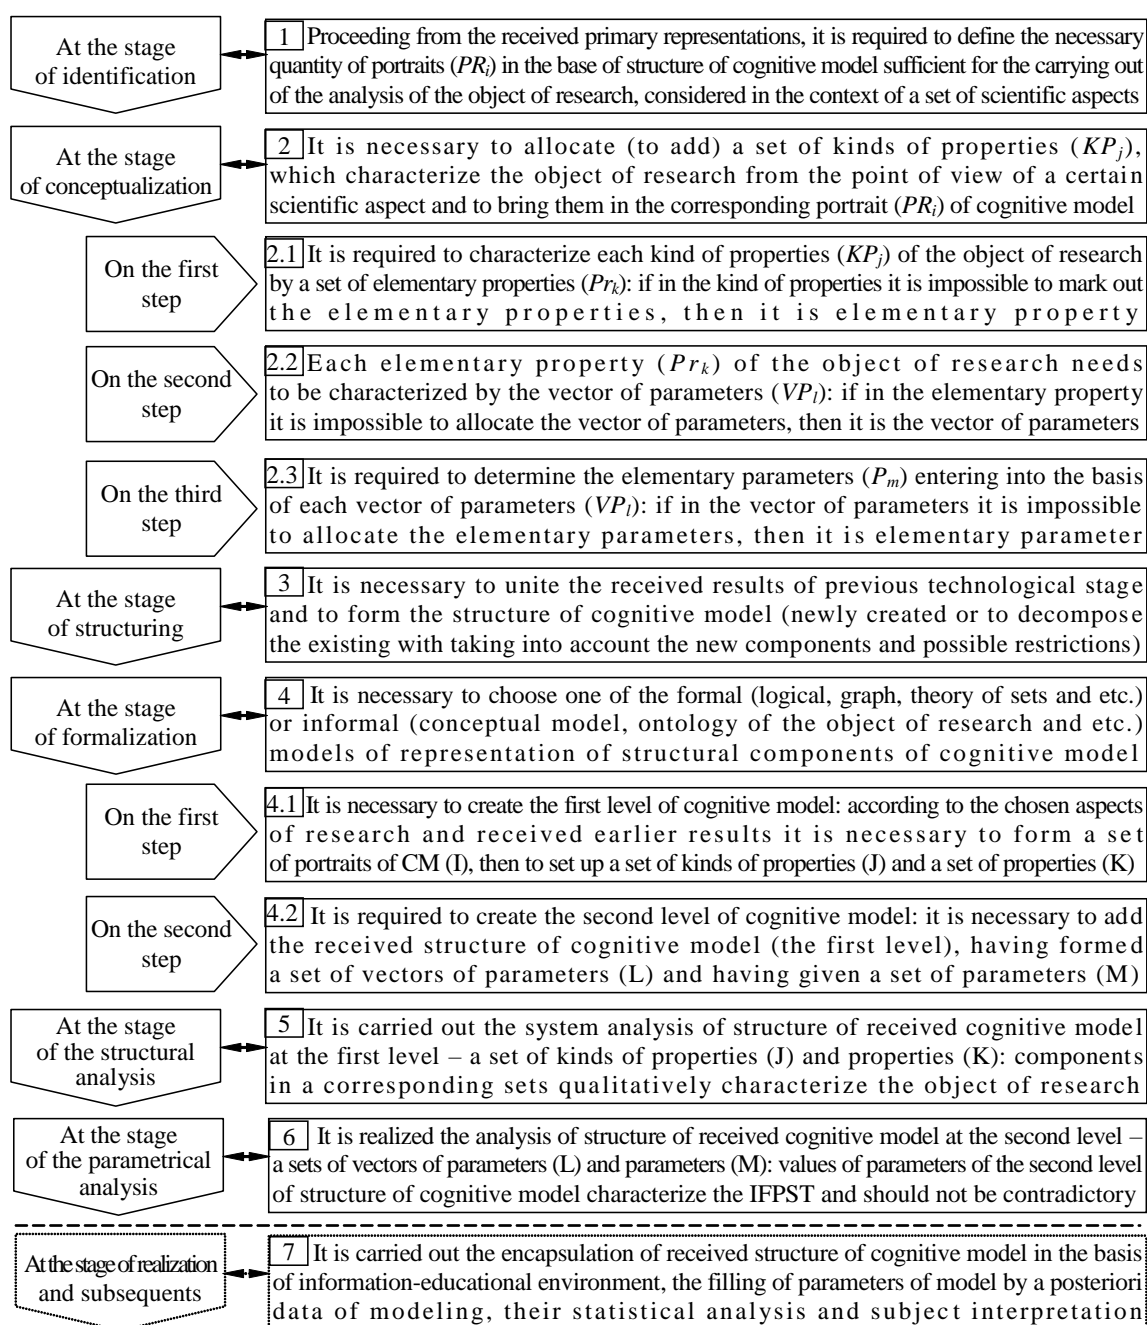 At the stage
of identification
1 Proceeding from the received primary representations, it is required to define the necessary
quantity of portraits (PRi) in the base of structure of cognitive model sufficient for the carrying out
of the analysis of the object of research, considered in the context of a set of scientific aspects
At the stage
of conceptualization
2 It is necessary to allocate (to add) a set of kinds of properties (KPj),
which characterize the object of research from the point of view of a certain
scientific aspect and to bring them in the corresponding portrait (PRi) of cognitive model
On the first
step
2.1 It is required to characterize each kind of properties (KPj) of the object of research
by a set of elementary properties (Prk): if in the kind of properties it is impossible to mark out
the elementary properties, then it is elementary property
On the second
step
2.2 Each elementary property (Prk) of the object of research needs
to be characterized by the vector of parameters (VPl): if in the elementary property
it is impossible to allocate the vector of parameters, then it is the vector of parameters
On the third
step
2.3 It is required to determine the elementary parameters (Pm) entering into the basis
of each vector of parameters (VPl): if in the vector of parameters it is impossible
to allocate the elementary parameters, then it is elementary parameter
At the stage
of structuring
3 It is necessary to unite the received results of previous technological stage
and to form the structure of cognitive model (newly created or to decompose
the existing with taking into account the new components and possible restrictions)
At the stage
of formalization
4 It is necessary to choose one of the formal (logical, graph, theory of sets and etc.)
or informal (conceptual model, ontology of the object of research and etc.)
models of representation of structural components of cognitive model
On the first
step
4.1 It is necessary to create the first level of cognitive model: according to the chosen aspects
of research and received earlier results it is necessary to form a set
of portraits of CM (I), then to set up a set of kinds of properties (J) and a set of properties (K)
On the second
step
4.2 It is required to create the second level of cognitive model: it is necessary to add
the received structure of cognitive model (the first level), having formed
a set of vectors of parameters (L) and having given a set of parameters (M)
At the stage
of the structural
analysis
5 It is carried out the system analysis of structure of received cognitive model
at the first level – a set of kinds of properties (J) and properties (K): components
in a corresponding sets qualitatively characterize the object of research
At the stage
of the parametrical
analysis
6 It is realized the analysis of structure of received cognitive model at the second level –
a sets of vectors of parameters (L) and parameters (M): values of parameters of the second level
of structure of cognitive model characterize the IFPST and should not be contradictory
At the stage of realization
and subsequents
7 It is carried out the encapsulation of received structure of cognitive model in the basis
of information-educational environment, the filling of parameters of model by a posteriori
data of modeling, their statistical analysis and subject interpretation